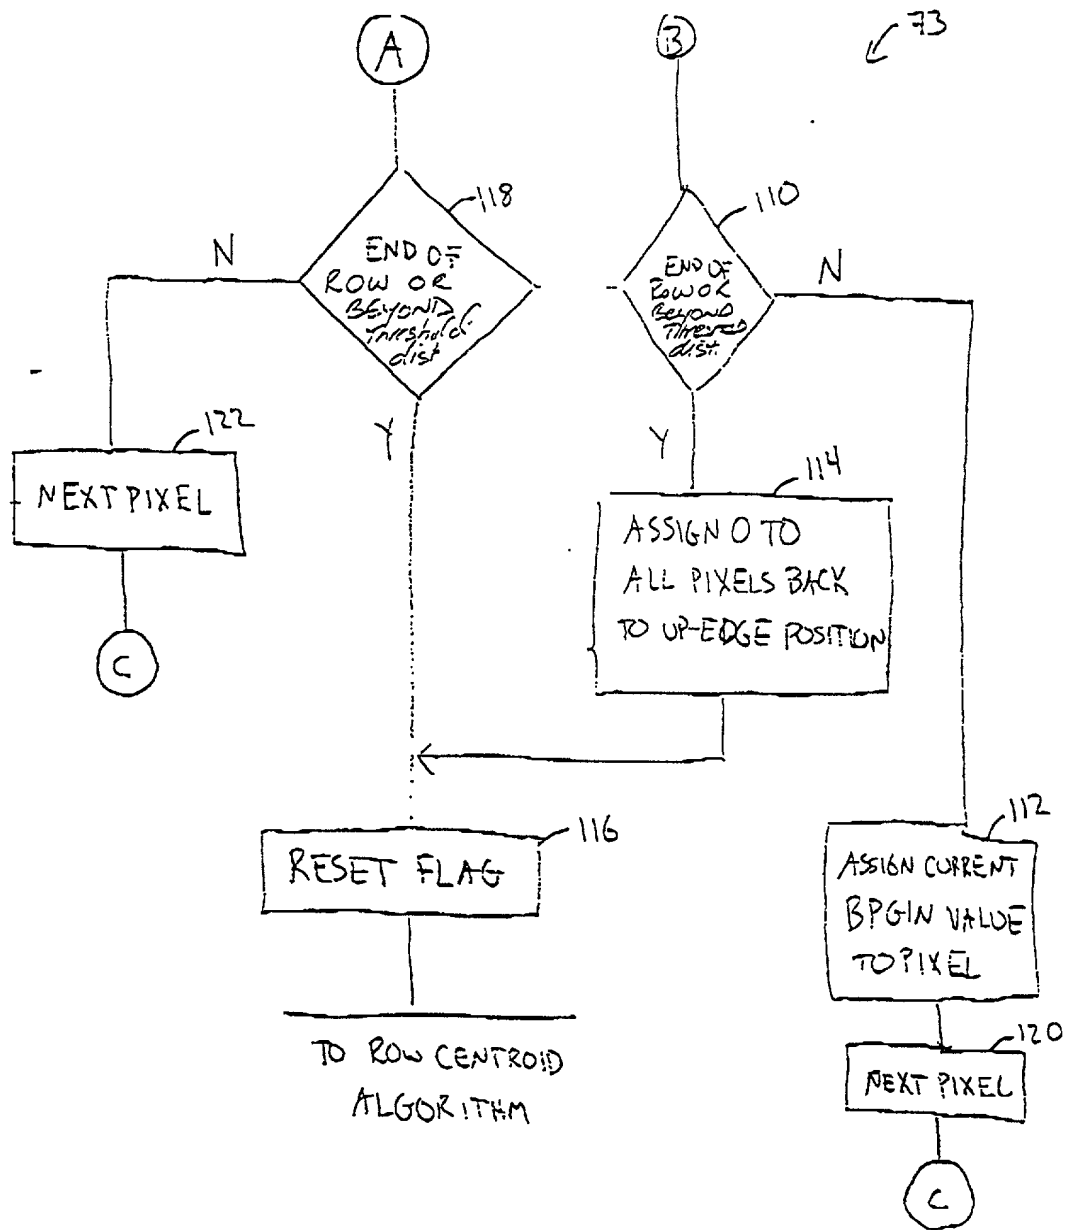 A
B
73
118
110
N
END OF
ROW OR
BEYOND
Threshold
dist
END OF
ROW OR
BEYOND
Threshold
dist.
N
Y
Y
122
NEXT PIXEL
C
114
ASSIGN 0 TO
ALL PIXELS BACK
TO UP-EDGE POSITION
116
RESET FLAG
112
ASSIGN CURRENT
BPGIN VALUE
TO PIXEL
TO ROW CENTROID
ALGORITHM
120
NEXT PIXEL
C